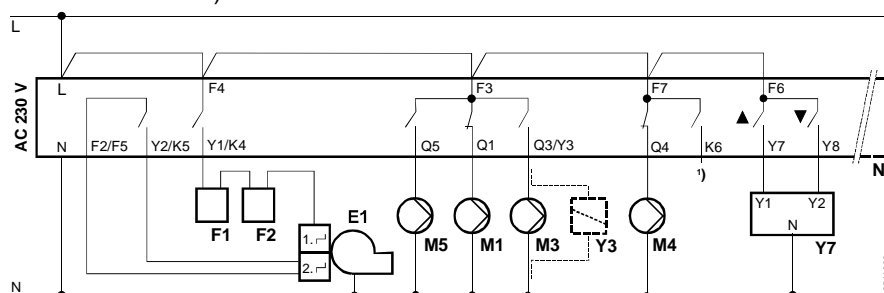 )
L
AC 230 V
L F4 F3 F7 F6
▲ ▼
N F2/F5 Y2/K5 Y1/K4 Q5 Q1 Q3/Y3 Q4 K6 Y7 Y8
¹) N
Y1 Y2
N
F1 F2 E1 M5 M1 M3 Y3 M4 Y7
1.
2.
N